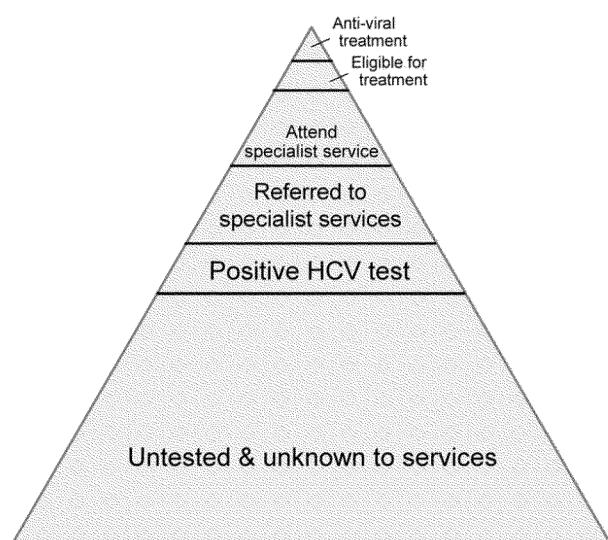 Anti-viral
treatment
Eligible for
treatment
Attend
specialist service
Referred to
specialist services
Positive HCV test
Untested & unknown to services